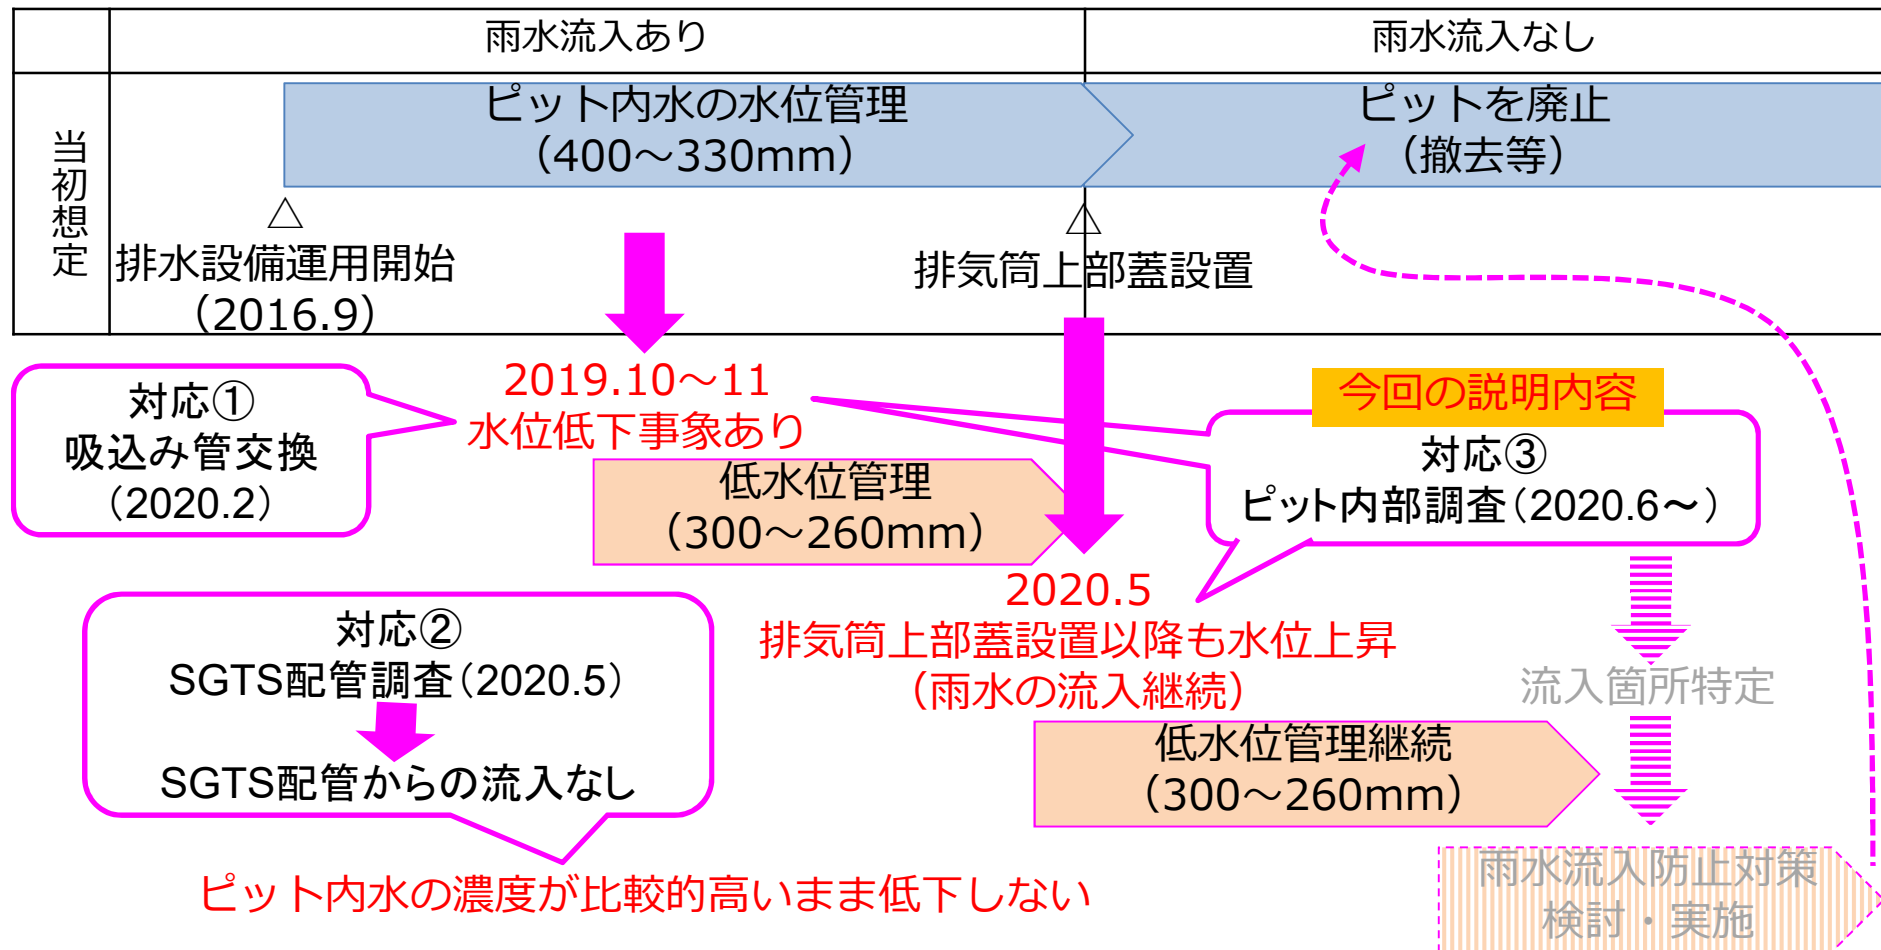 雨水流入あり
雨水流入なし
当初想定
ピット内水の水位管理
（400～330mm）
ピットを廃止
（撤去等）
△
排水設備運用開始
（2016.9）
△
排気筒上部蓋設置
対応①
吸込み管交換
（2020.2）
2019.10～11
水位低下事象あり
今回の説明内容
対応③
ピット内部調査（2020.6～）
低水位管理
（300～260mm）
2020.5
排気筒上部蓋設置以降も水位上昇
（雨水の流入継続）
対応②
SGTS配管調査（2020.5）
SGTS配管からの流入なし
流入箇所特定
低水位管理継続
（300～260mm）
ピット内水の濃度が比較的高いまま低下しない
雨水流入防止対策
検討・実施